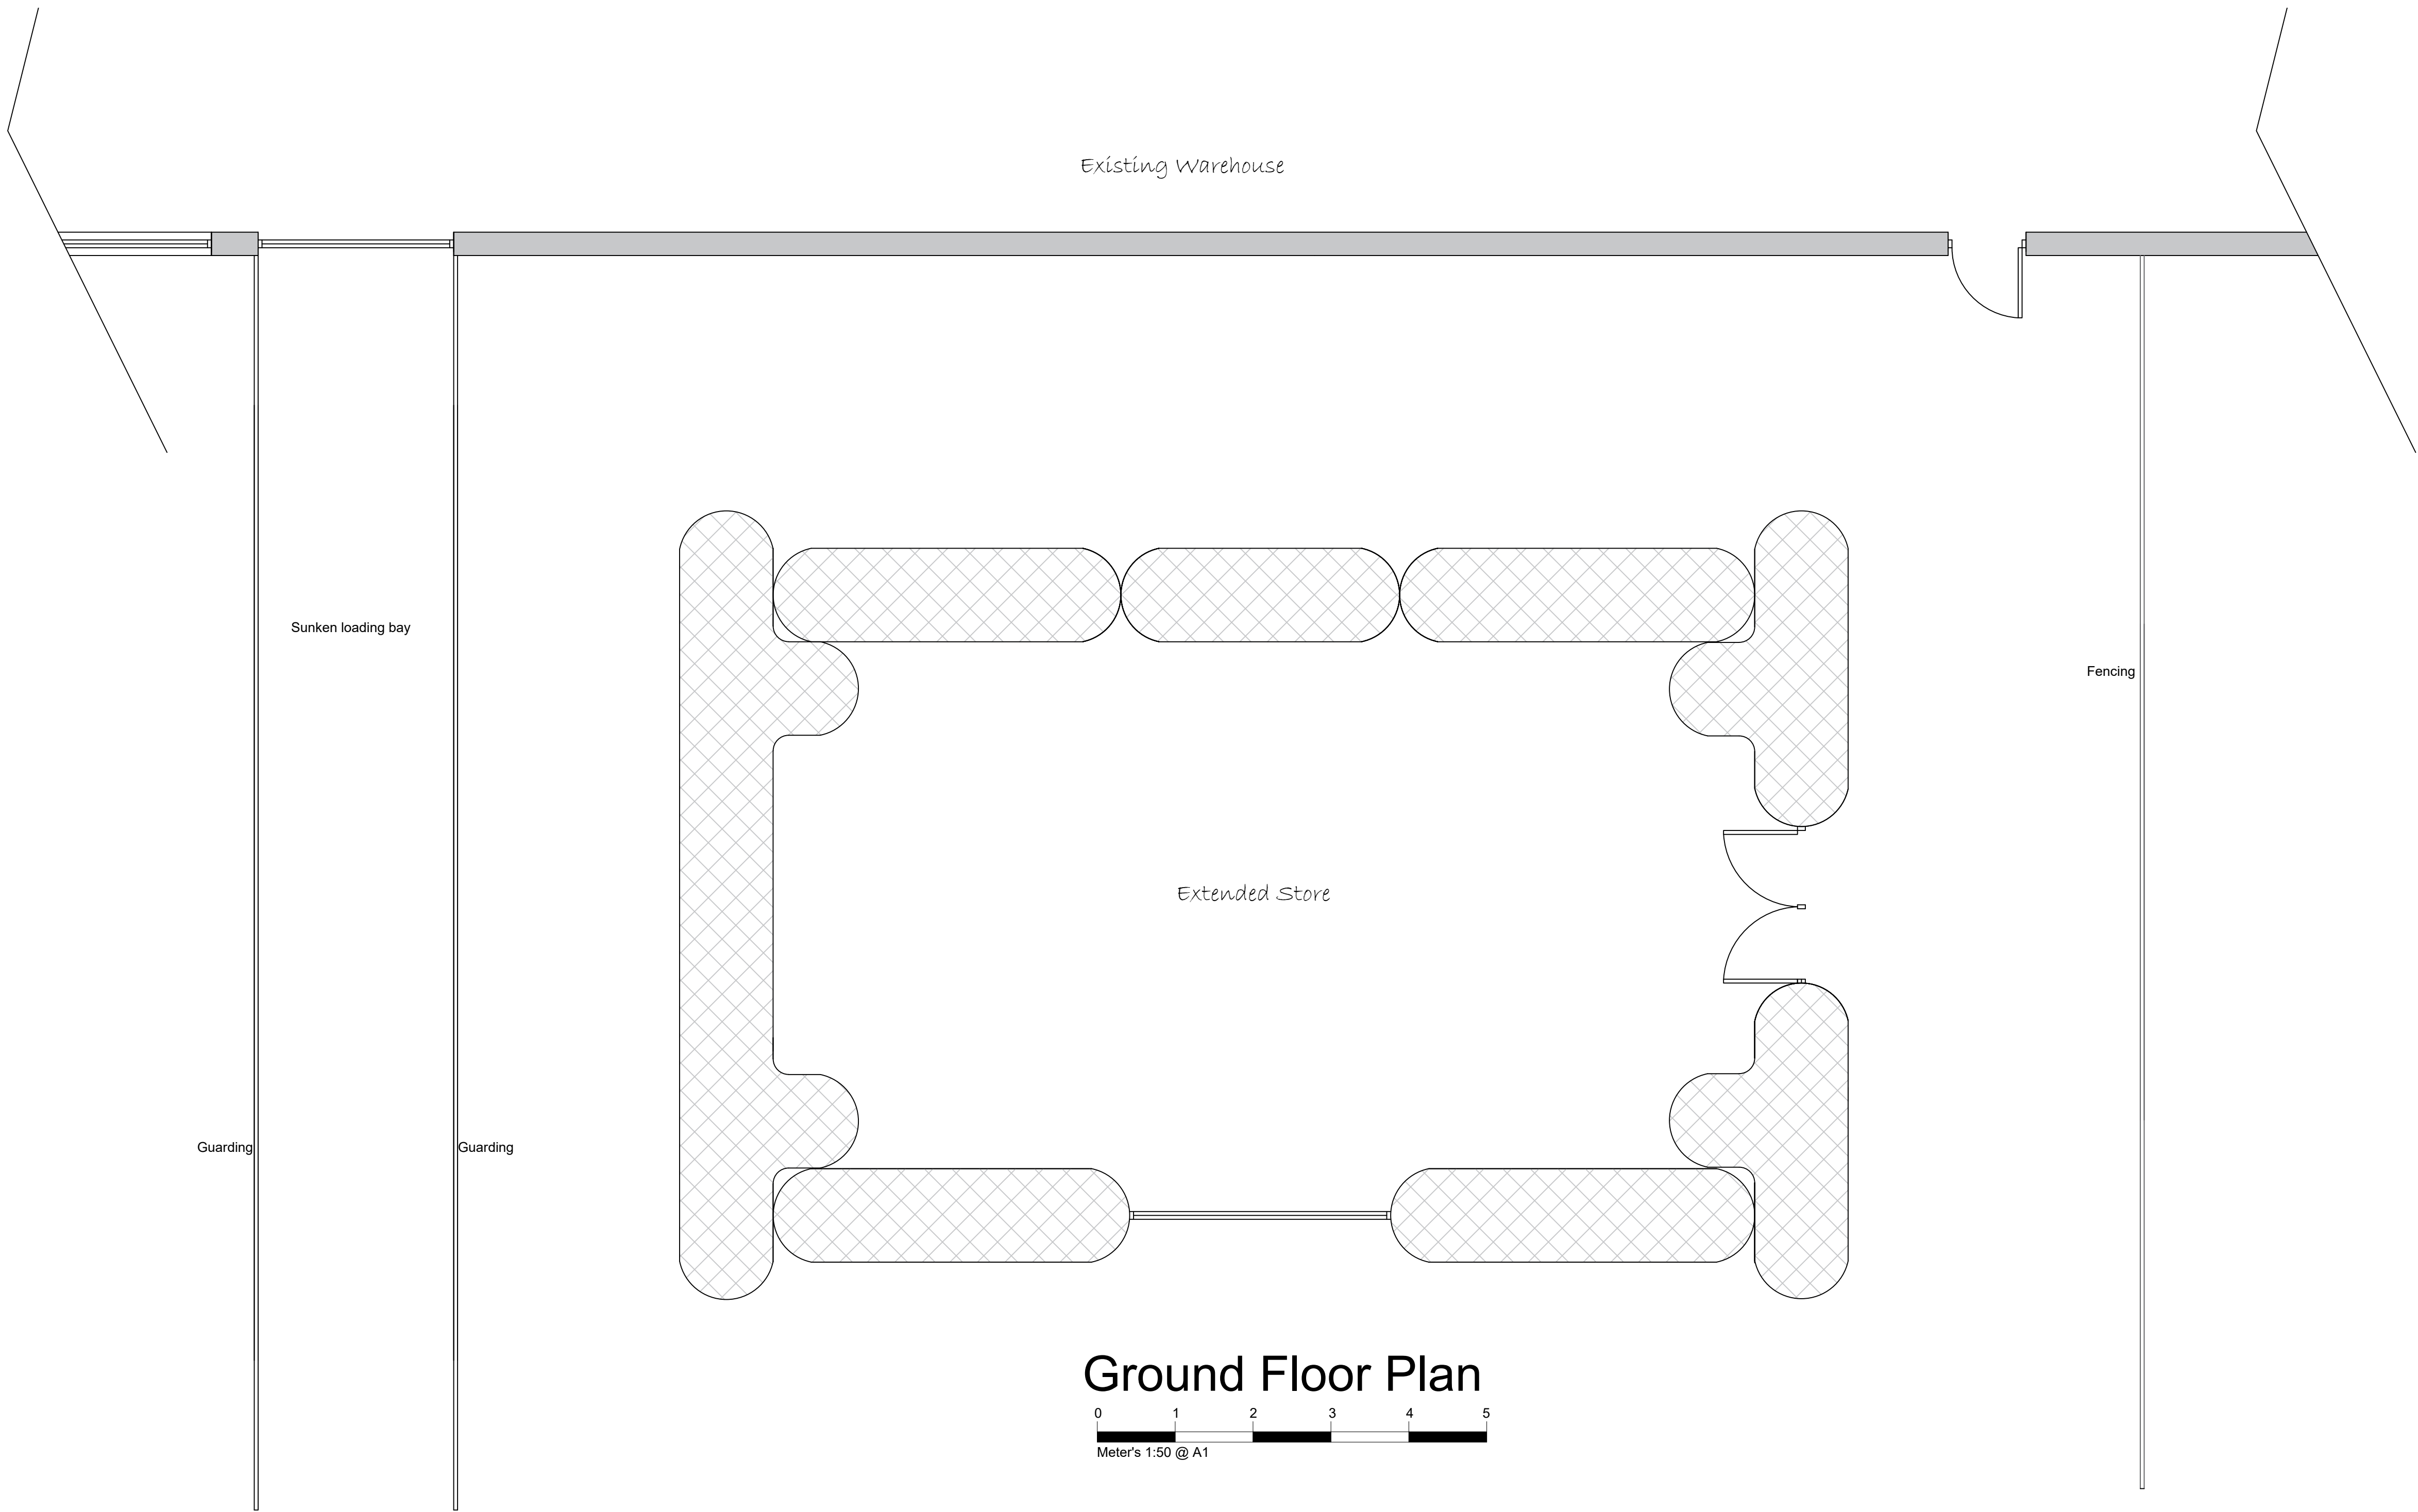 Existing Warehouse
Sunken loading bay
Fencing
Extended Store
Guarding
Guarding
Ground Floor Plan
0 1 2 3 4 5
Meter's 1:50 @ A1